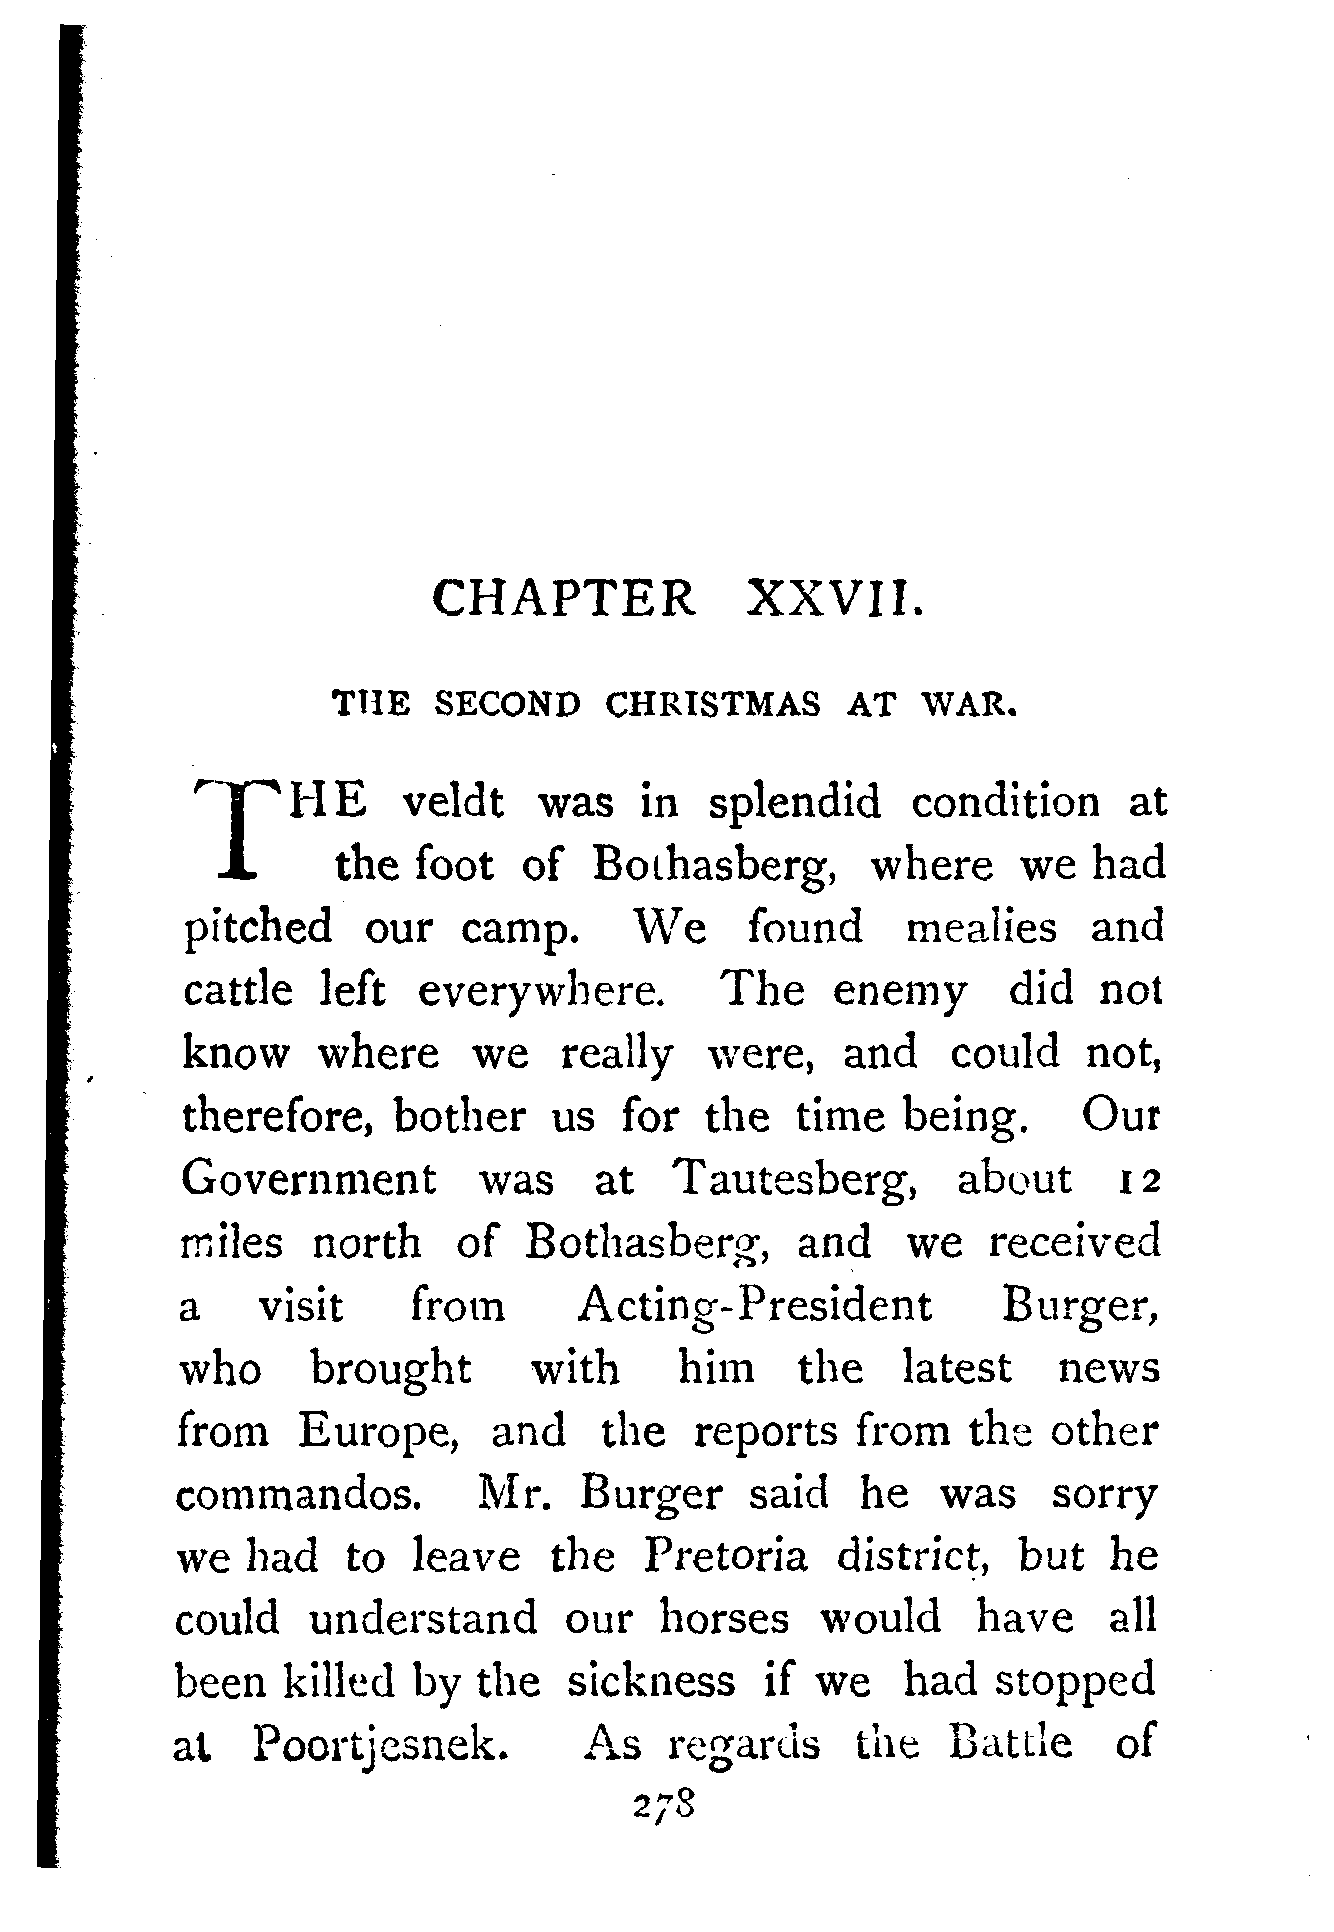 CHAPTER XXVII.
THE SECOND CHRISTMAS AT WAR.
THE veldt was in splendid condition at
the foot of Bothasberg, where we had
pitched our camp. We found mealies and
cattle left everywhere. The enemy did not
know where we really were, and could not,
therefore, bother us for the time being. Our
Government was at Tautesberg, about 12
miles north of Bothasberg, and we received
a visit from Acting-President Burger,
who brought with him the latest news
from Europe, and the reports from the other
commandos. Mr. Burger said he was sorry
we had to leave the Pretoria district, but he
could understand our horses would have all
been killed by the sickness if we had stopped
at Poortjesnek. As regards the Battle of
278